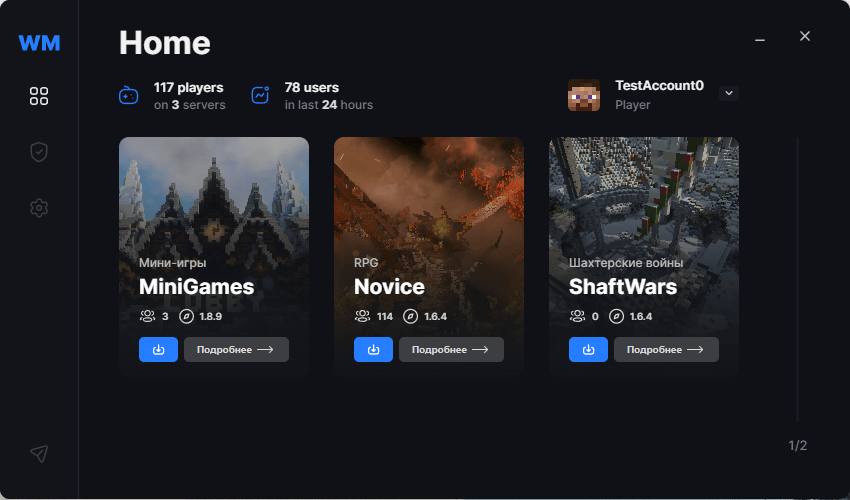 WM
Home
117 players
on 3 servers
78 users
in last 24 hours
TestAccount0
Player
Мини-игры
MiniGames
LOBBY
3
1.8.9
Подробнее
RPG
Novice
114
1.6.4
Подробнее
Шахтерские войны
ShaftWars
0
1.6.4
Подробнее
1/2